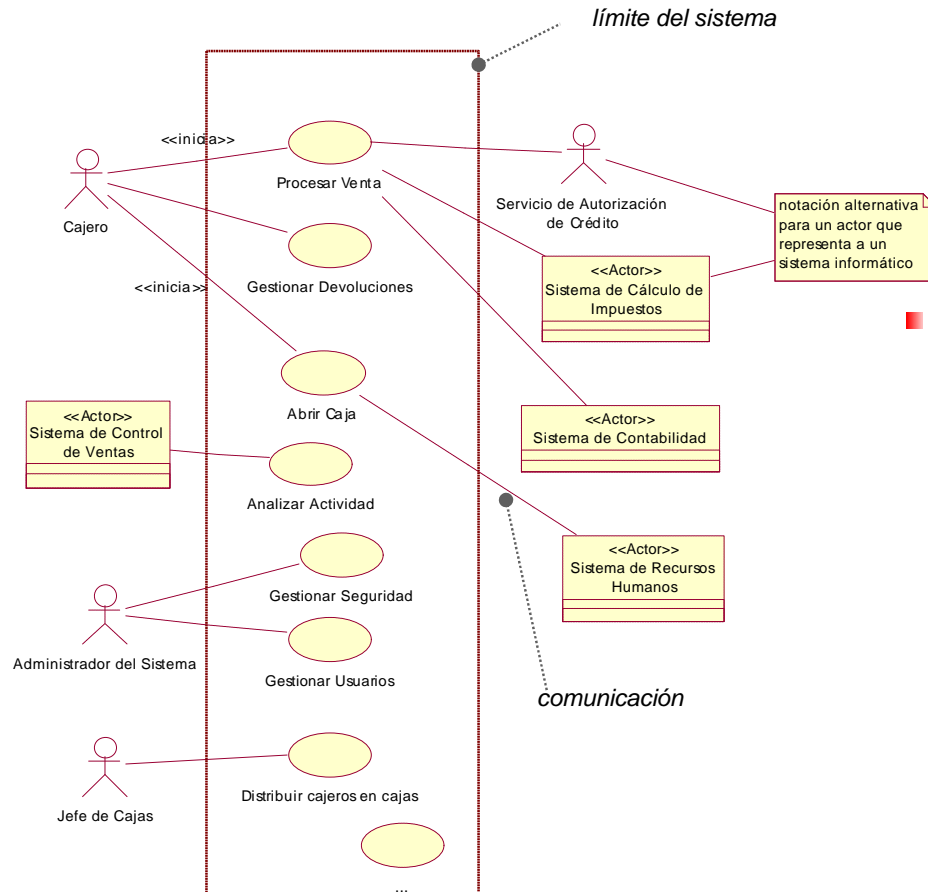 límite del sistema
<<inicia>>
Procesar Venta
Cajero
Servicio de Autorización
de Crédito
notación alternativa
para un actor que
representa a un
sistema informático
Gestionar Devoluciones
<<inicia>>
<<Actor>>
Sistema de Cálculo de
Impuestos
Abrir Caja
<<Actor>>
Sistema de Control
de Ventas
<<Actor>>
Sistema de Contabilidad
Analizar Actividad
<<Actor>>
Sistema de Recursos
Humanos
Gestionar Seguridad
Administrador del Sistema
Gestionar Usuarios
comunicación
Distribuir cajeros en cajas
Jefe de Cajas
...